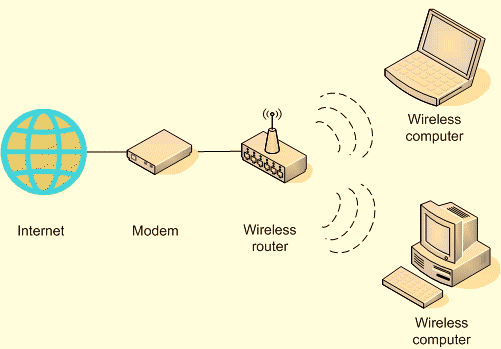 Wireless
computer
Internet
Modem
Wireless
router
Wireless
computer